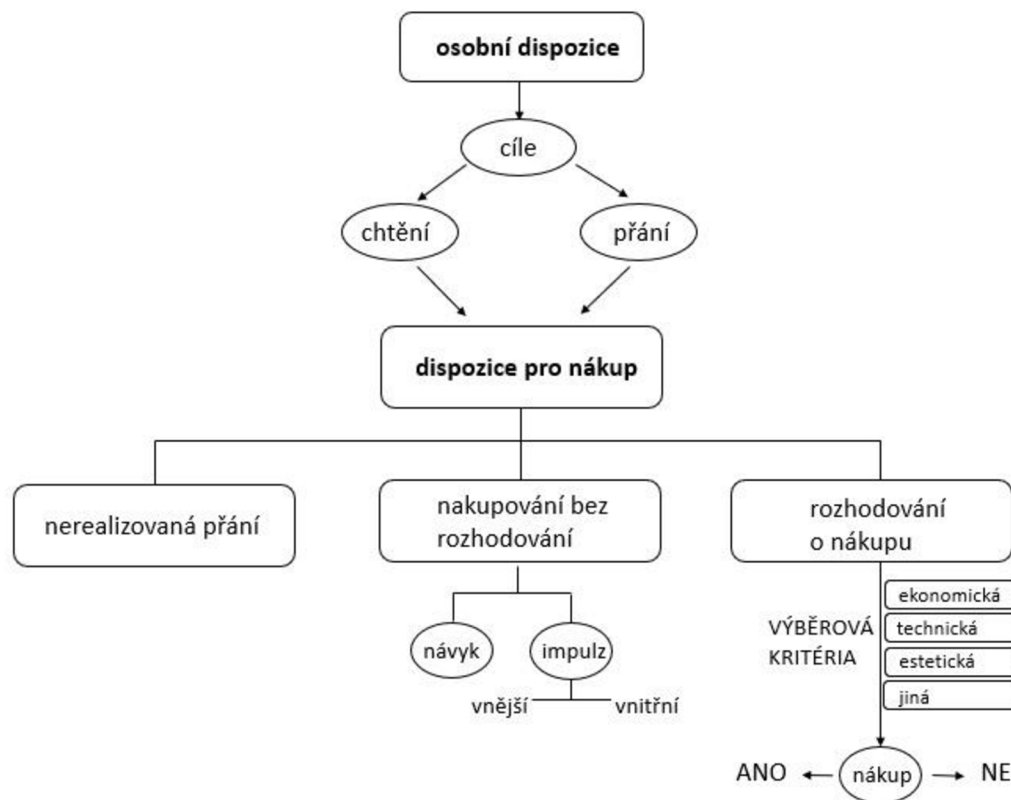 osobní dispozice
cíle
chtění
přání
dispozice pro nákup
nerealizovaná přání
nakupování bez
rozhodování
návyk
impulz
vnější
vnitřní
rozhodování
o nákupu
VÝBĚROVÁ
KRITÉRIA
ekonomická
technická
estetická
jiná
ANO
nákup
NE